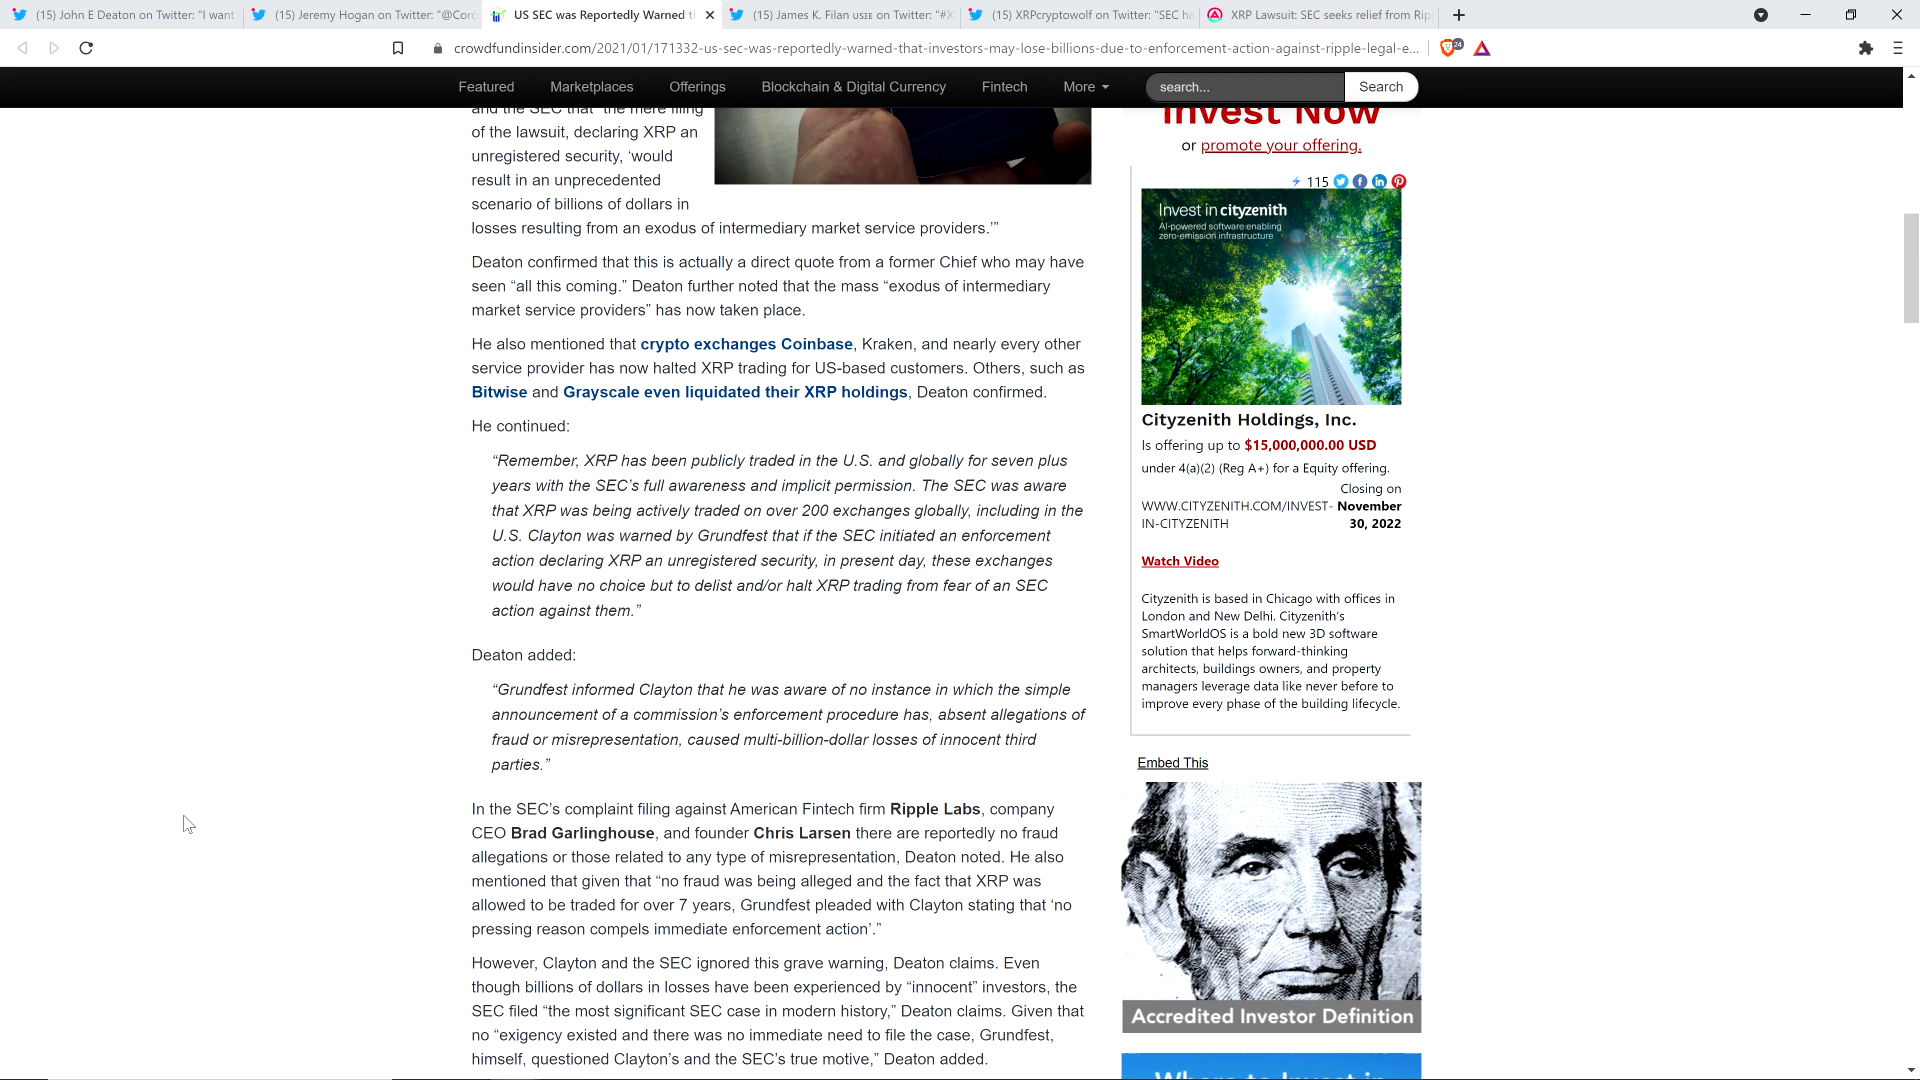 (15) John E Deaton on Twitter: "I want
(15) Jeremy Hogan on Twitter: "@Coro
US SEC was Reportedly Warned t
(15) James K. Filan on Twitter: "#X
(15) XRPcryptowolf on Twitter: "SEC ha
XRP Lawsuit: SEC seeks relief from Rip
crowdfundinsider.com/2021/01/171332-us-sec-was-reportedly-warned-that-investors-may-lose-billions-due-to-enforcement-action-against-ripple-legal-e...
24
Featured Marketplaces Offerings Blockchain & Digital Currency Fintech More search... Search
and the SEC that “the mere filing
of the lawsuit, declaring XRP an
unregistered security, ‘would
result in an unprecedented
scenario of billions of dollars in
losses resulting from an exodus of intermediary market service providers.’”
Deaton confirmed that this is actually a direct quote from a former Chief who may have
seen “all this coming.” Deaton further noted that the mass “exodus of intermediary
market service providers” has now taken place.
He also mentioned that crypto exchanges Coinbase, Kraken, and nearly every other
service provider has now halted XRP trading for US-based customers. Others, such as
Bitwise and Grayscale even liquidated their XRP holdings, Deaton confirmed.
He continued:
“Remember, XRP has been publicly traded in the U.S. and globally for seven plus
years with the SEC’s full awareness and implicit permission. The SEC was aware
that XRP was being actively traded on over 200 exchanges globally, including in the
U.S. Clayton was warned by Grundfest that if the SEC initiated an enforcement
action declaring XRP an unregistered security, in present day, these exchanges
would have no choice but to delist and/or halt XRP trading from fear of an SEC
action against them.”
Deaton added:
“Grundfest informed Clayton that he was aware of no instance in which the simple
announcement of a commission’s enforcement procedure has, absent allegations of
fraud or misrepresentation, caused multi-billion-dollar losses of innocent third
parties.”
In the SEC’s complaint filing against American Fintech firm Ripple Labs, company
CEO Brad Garlinghouse, and founder Chris Larsen there are reportedly no fraud
allegations or those related to any type of misrepresentation, Deaton noted. He also
mentioned that given that “no fraud was being alleged and the fact that XRP was
allowed to be traded for over 7 years, Grundfest pleaded with Clayton stating that ‘no
pressing reason compels immediate enforcement action’.”
However, Clayton and the SEC ignored this grave warning, Deaton claims. Even
though billions of dollars in losses have been experienced by “innocent” investors, the
SEC filed “the most significant SEC case in modern history,” Deaton claims. Given that
no “exigency existed and there was no immediate need to file the case, Grundfest,
himself, questioned Clayton’s and the SEC’s true motive,” Deaton added.
Invest Now
or promote your offering.
115
Invest in cityzenith
AI-powered software enabling
zero-emission infrastructure
Cityzenith Holdings, Inc.
Is offering up to $15,000,000.00 USD
under 4(a)(2) (Reg A+) for a Equity offering.
Closing on
WWW.CITYZENITH.COM/INVEST- November
IN-CITYZENITH 30, 2022
Watch Video
Cityzenith is based in Chicago with offices in
London and New Delhi. Cityzenith's
SmartWorldOS is a bold new 3D software
solution that helps forward-thinking
architects, buildings owners, and property
managers leverage data like never before to
improve every phase of the building lifecycle.
Embed This
Accredited Investor Definition
Where to Invest in